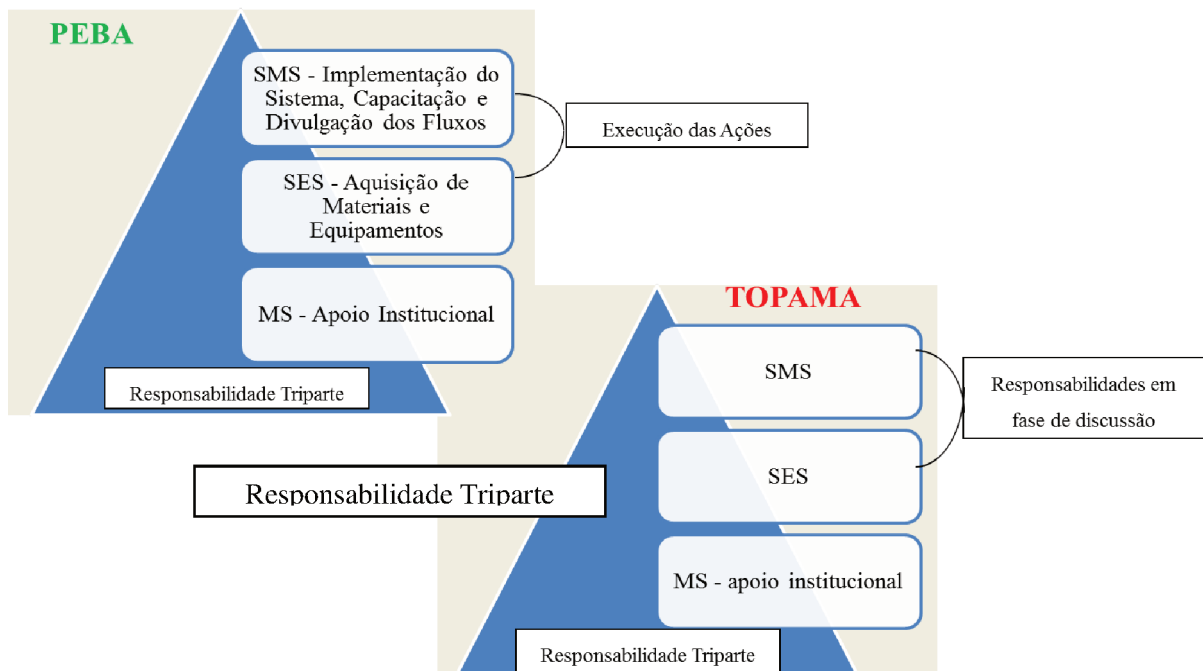 PEBA
SMS - Implementação do
Sistema, Capacitação e
Divulgação dos Fluxos
Execução das Ações
SES - Aquisição de
Materiais e
Equipamentos
MS - Apoio Institucional
Responsabilidade Triparte
TOPAMA
SMS
Responsabilidades em
fase de discussão
SES
Responsabilidade Triparte
MS - apoio institucional
Responsabilidade Triparte